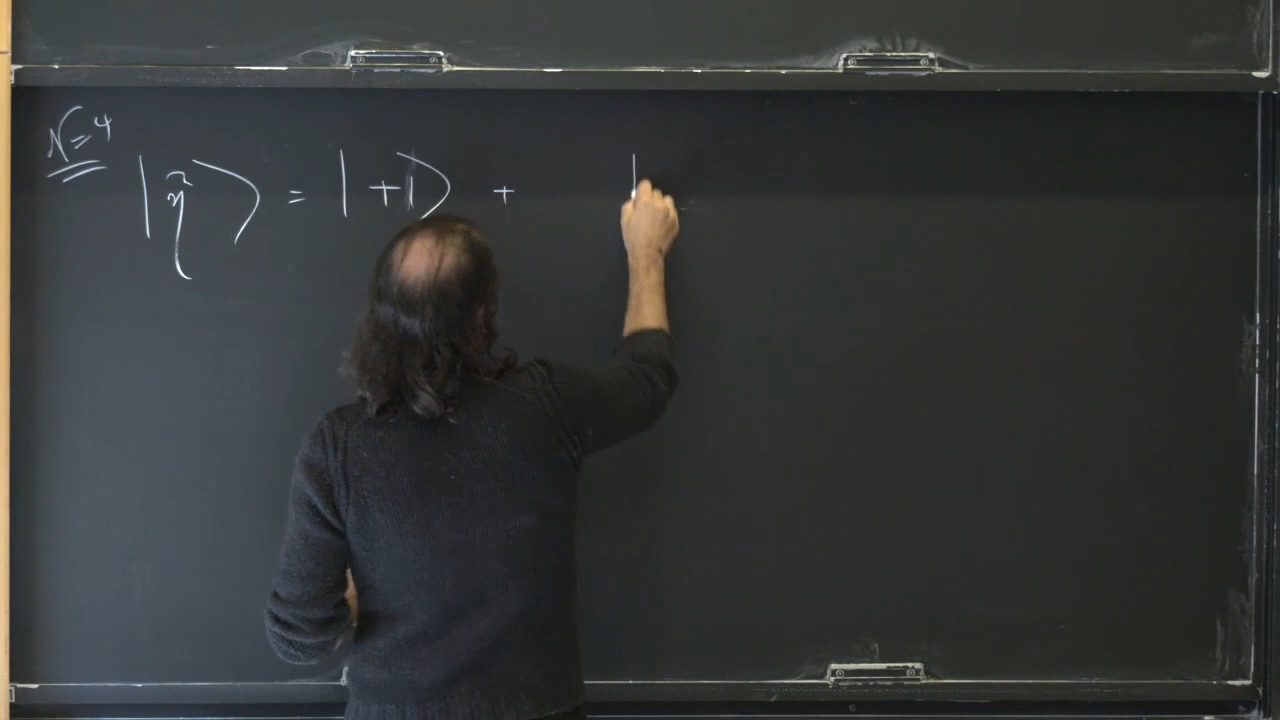 N=4
|η̃⟩ = |+1⟩ + |